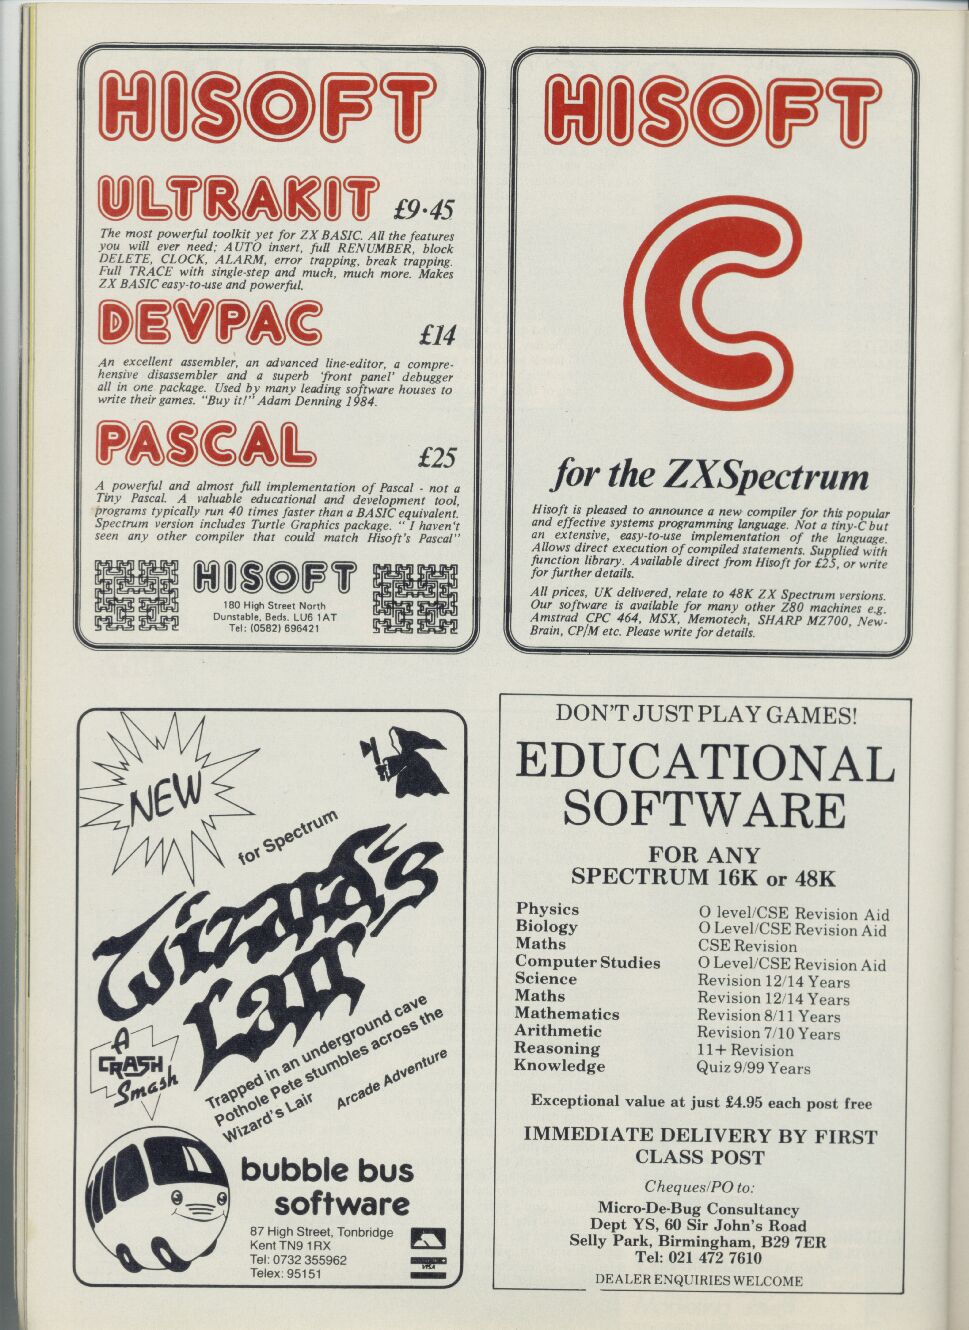 HISOFT
ULTRAKIT £9·45
The most powerful toolkit yet for ZX BASIC. All the features
you will ever need; AUTO insert, full RENUMBER, block
DELETE, CLOCK, ALARM, error trapping, break trapping.
Full TRACE with single-step and much, much more. Makes
ZX BASIC easy-to-use and powerful.
DEVPAC £14
An excellent assembler, an advanced line-editor, a compre-
hensive disassembler and a superb 'front panel' debugger
all in one package. Used by many leading software houses to
write their games. "Buy it!" Adam Denning 1984.
PASCAL £25
A powerful and almost full implementation of Pascal - not a
Tiny Pascal. A valuable educational and development tool,
programs typically run 40 times faster than a BASIC equivalent.
Spectrum version includes Turtle Graphics package. " I haven't
seen any other compiler that could match Hisoft's Pascal"
HISOFT
180 High Street North
Dunstable, Beds. LU6 1AT
Tel: (0582) 696421
HISOFT
C
for the ZXSpectrum
Hisoft is pleased to announce a new compiler for this popular
and effective systems programming language. Not a tiny-C but
an extensive, easy-to-use implementation of the language.
Allows direct execution of compiled statements. Supplied with
function library. Available direct from Hisoft for £25, or write
for further details.
All prices, UK delivered, relate to 48K ZX Spectrum versions.
Our software is available for many other Z80 machines e.g.
Amstrad CPC 464, MSX, Memotech, SHARP MZ700, New-
Brain, CP/M etc. Please write for details.
NEW
for Spectrum
Wizard's
Lair
A
CRASH
Smash
Trapped in an underground cave
Pothole Pete stumbles across the
Wizard's Lair
Arcade Adventure
bubble bus
software
87 High Street, Tonbridge
Kent TN9 1RX
Tel: 0732 355962
Telex: 95151
VISA
DON'T JUST PLAY GAMES!
EDUCATIONAL
SOFTWARE
FOR ANY
SPECTRUM 16K or 48K
Physics O level/CSE Revision Aid
Biology O Level/CSE Revision Aid
Maths CSE Revision
Computer Studies O Level/CSE Revision Aid
Science Revision 12/14 Years
Maths Revision 12/14 Years
Mathematics Revision 8/11 Years
Arithmetic Revision 7/10 Years
Reasoning 11+ Revision
Knowledge Quiz 9/99 Years
Exceptional value at just £4.95 each post free
IMMEDIATE DELIVERY BY FIRST
CLASS POST
Cheques/PO to:
Micro-De-Bug Consultancy
Dept YS, 60 Sir John's Road
Selly Park, Birmingham, B29 7ER
Tel: 021 472 7610
DEALER ENQUIRIES WELCOME